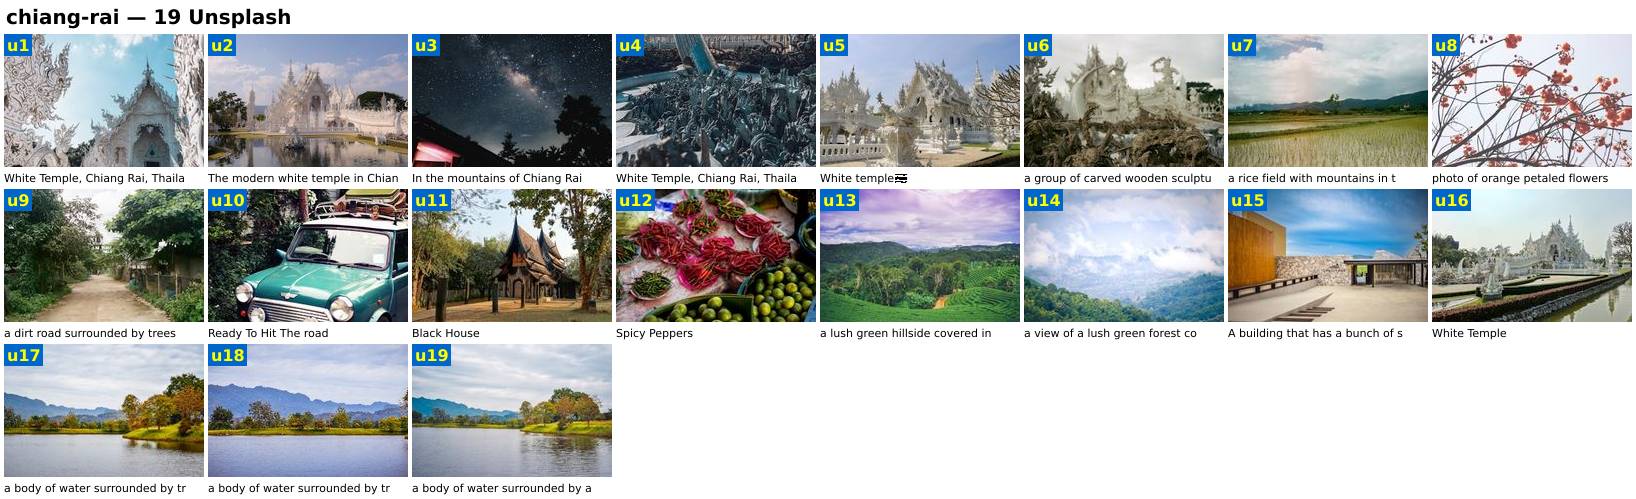 chiang-rai — 19 Unsplash
u1
u2
u3
u4
u5
u6
u7
u8
White Temple, Chiang Rai, Thaila
The modern white temple in Chian
In the mountains of Chiang Rai
White Temple, Chiang Rai, Thaila
White temple
a group of carved wooden sculptu
a rice field with mountains in t
photo of orange petaled flowers
u9
u10
u11
u12
u13
u14
u15
u16
a dirt road surrounded by trees
Ready To Hit The road
Black House
Spicy Peppers
a lush green hillside covered in
a view of a lush green forest co
A building that has a bunch of s
White Temple
u17
u18
u19
a body of water surrounded by tr
a body of water surrounded by tr
a body of water surrounded by a